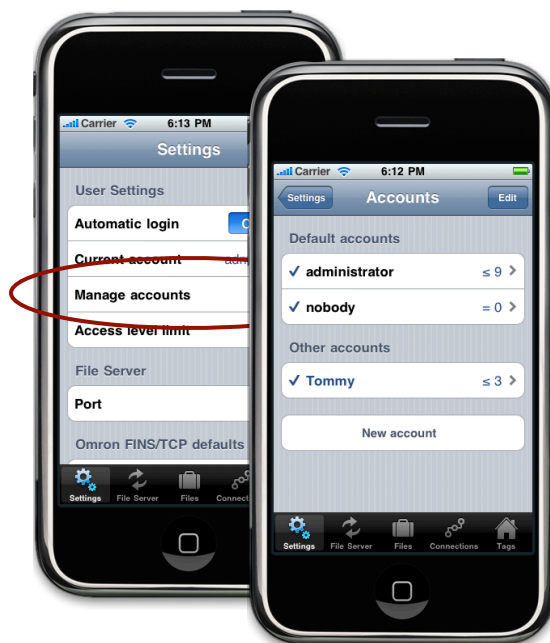 Carrier 6:13 PM
Settings
User Settings
Automatic login
Current account
Manage accounts
Access level limit
File Server
Port
Omron FINS/TCP defaults
Settings File Server Files Connect
Carrier 6:12 PM
Settings Accounts Edit
Default accounts
✓ administrator ≤ 9 >
✓ nobody = 0 >
Other accounts
✓ Tommy ≤ 3 >
New account
Settings File Server Files Connections Tags